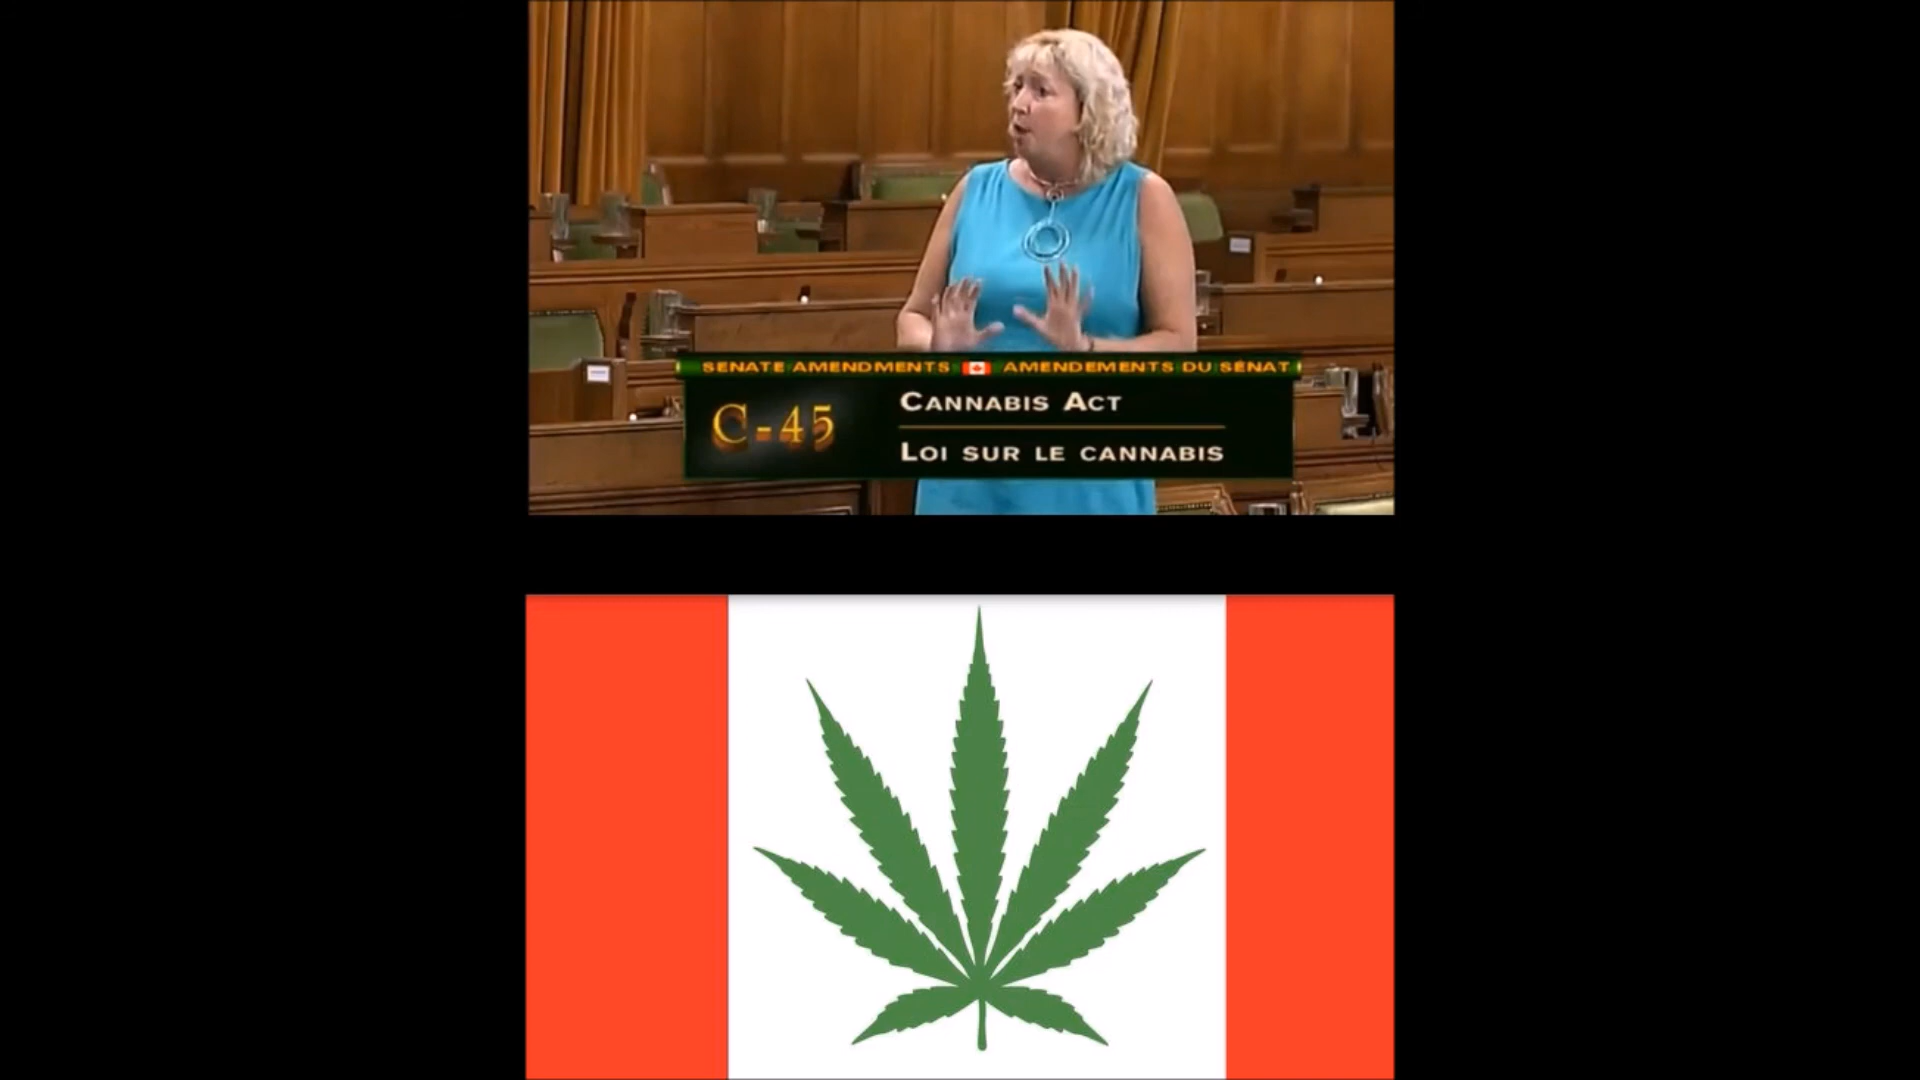 SENATE AMENDMENTS AMENDEMENTS DU SÉNAT
C-45
CANNABIS ACT
LOI SUR LE CANNABIS